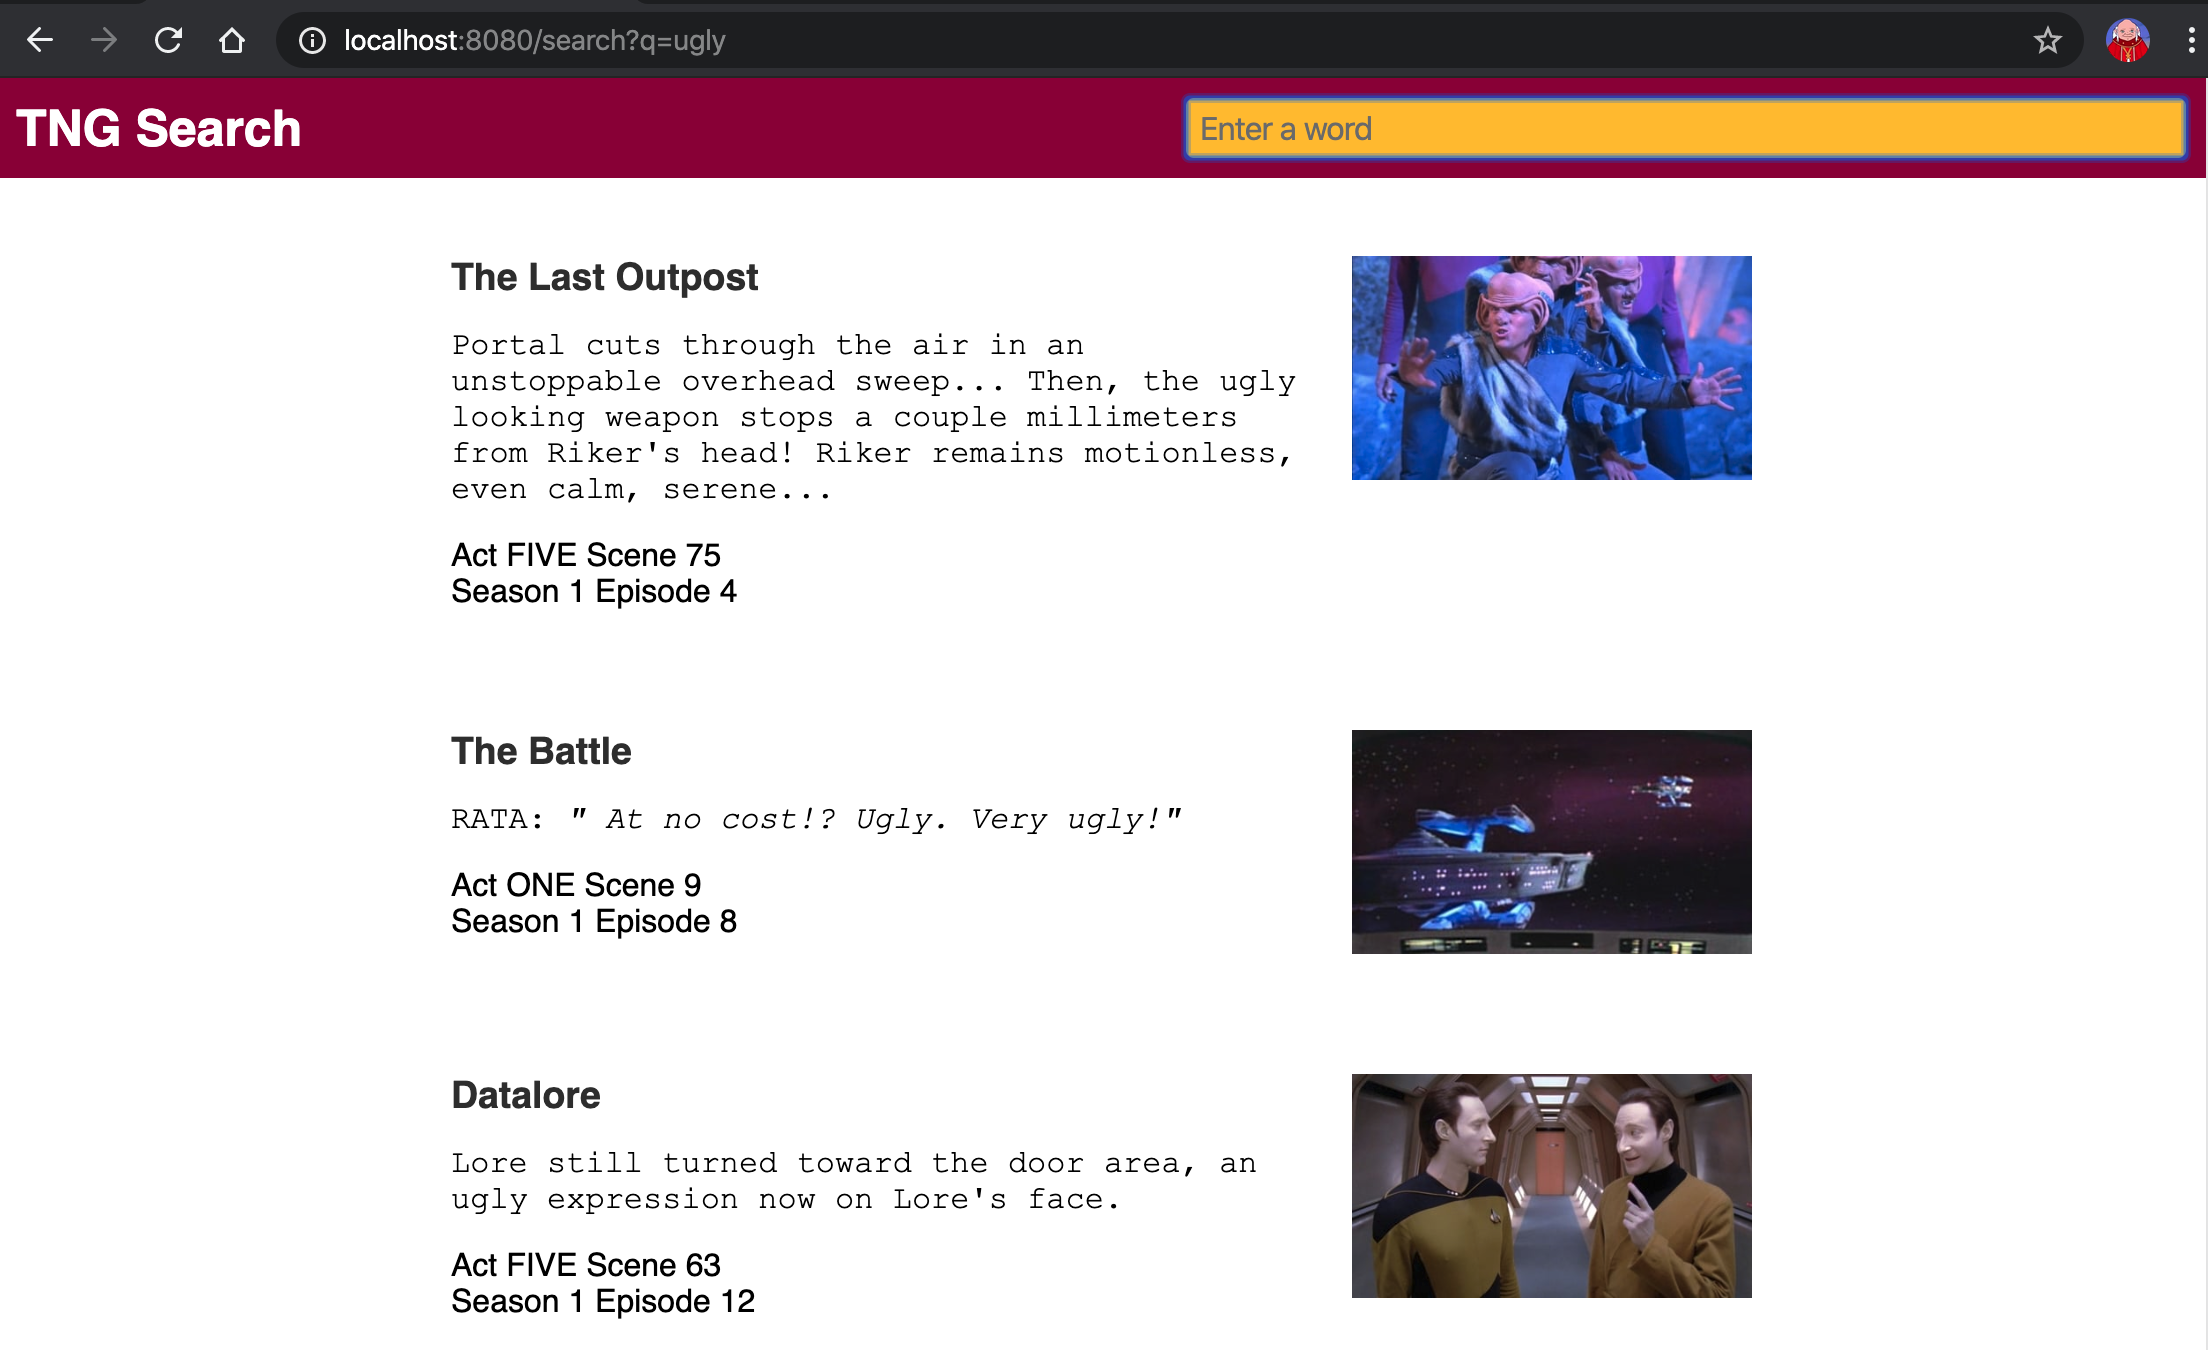 localhost:8080/search?q=ugly
TNG Search
Enter a word
The Last Outpost
Portal cuts through the air in an
unstoppable overhead sweep... Then, the ugly
looking weapon stops a couple millimeters
from Riker's head! Riker remains motionless,
even calm, serene...
Act FIVE Scene 75
Season 1 Episode 4
The Battle
RATA: " At no cost!? Ugly. Very ugly!"
Act ONE Scene 9
Season 1 Episode 8
Datalore
Lore still turned toward the door area, an
ugly expression now on Lore's face.
Act FIVE Scene 63
Season 1 Episode 12